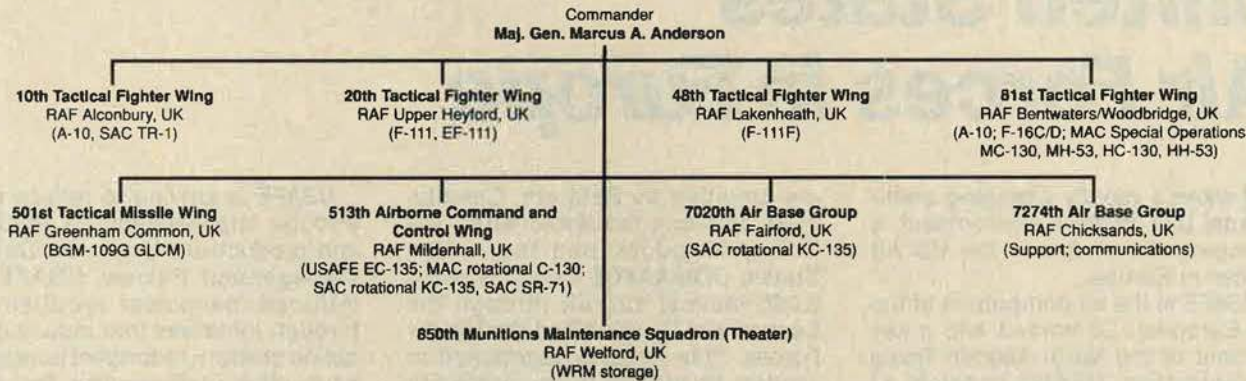 Commander
Maj. Gen. Marcus A. Anderson
10th Tactical Fighter Wing
RAF Alconbury, UK
(A-10, SAC TR-1)
20th Tactical Fighter Wing
RAF Upper Heyford, UK
(F-111, EF-111)
48th Tactical Fighter Wing
RAF Lakenheath, UK
(F-111F)
81st Tactical Fighter Wing
RAF Bentwaters/Woodbridge, UK
(A-10; F-16C/D; MAC Special Operations
MC-130, MH-53, HC-130, HH-53)
501st Tactical Missile Wing
RAF Greenham Common, UK
(BGM-109G GLCM)
513th Airborne Command and
Control Wing
RAF Mildenhall, UK
(USAFE EC-135; MAC rotational C-130;
SAC rotational KC-135, SAC SR-71)
7020th Air Base Group
RAF Fairford, UK
(SAC rotational KC-135)
7274th Air Base Group
RAF Chicksands, UK
(Support; communications)
850th Munitions Maintenance Squadron (Theater)
RAF Welford, UK
(WRM storage)